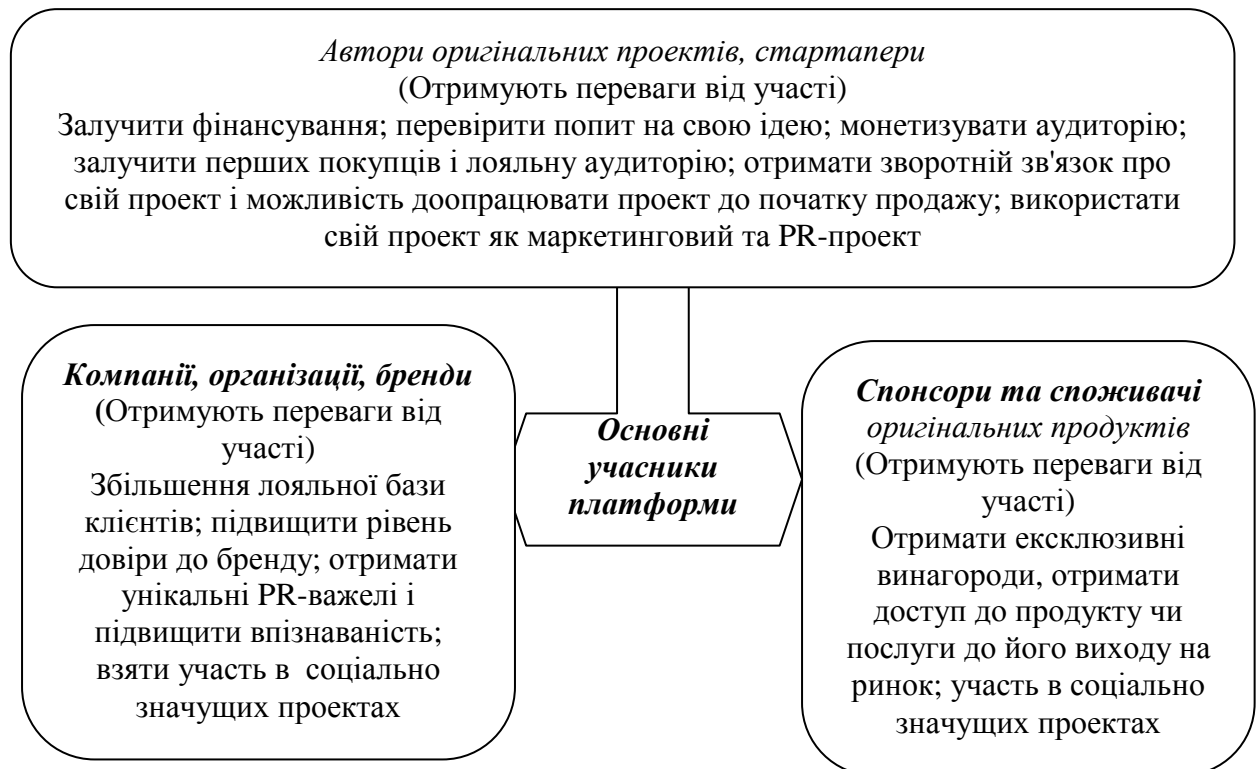 Автори оригінальних проектів, стартапери
(Отримують переваги від участі)
Залучити фінансування; перевірити попит на свою ідею; монетизувати аудиторію;
залучити перших покупців і лояльну аудиторію; отримати зворотній зв'язок про
свій проект і можливість доопрацювати проект до початку продажу; використати
свій проект як маркетинговий та PR-проект
Компанії, організації, бренди
(Отримують переваги від
участі)
Збільшення лояльної бази
клієнтів; підвищити рівень
довіри до бренду; отримати
унікальні PR-важелі і
підвищити впізнаваність;
взяти участь в соціально
значущих проектах
Основні
учасники
платформи
Спонсори та споживачі
оригінальних продуктів
(Отримують переваги від
участі)
Отримати ексклюзивні
винагороди, отримати
доступ до продукту чи
послуги до його виходу на
ринок; участь в соціально
значущих проектах